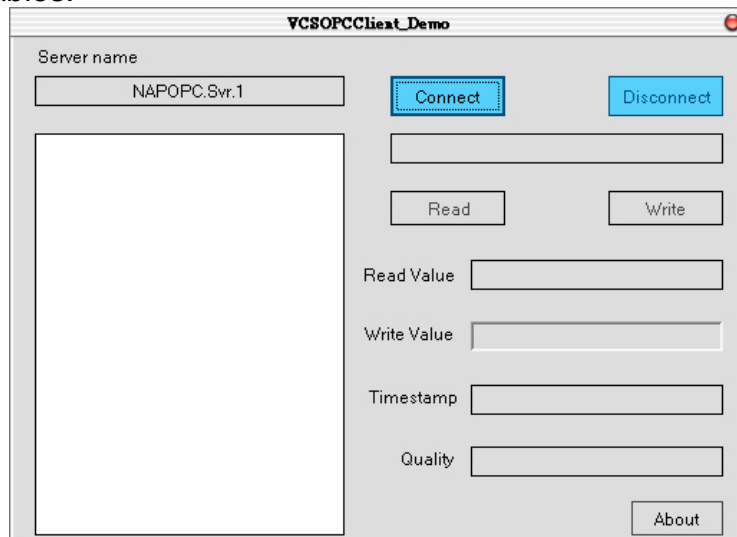 VCSOPCClient_Demo
Server name
NAPOPC.Svr.1
Connect
Disconnect
Read
Write
Read Value
Write Value
Timestamp
Quality
About